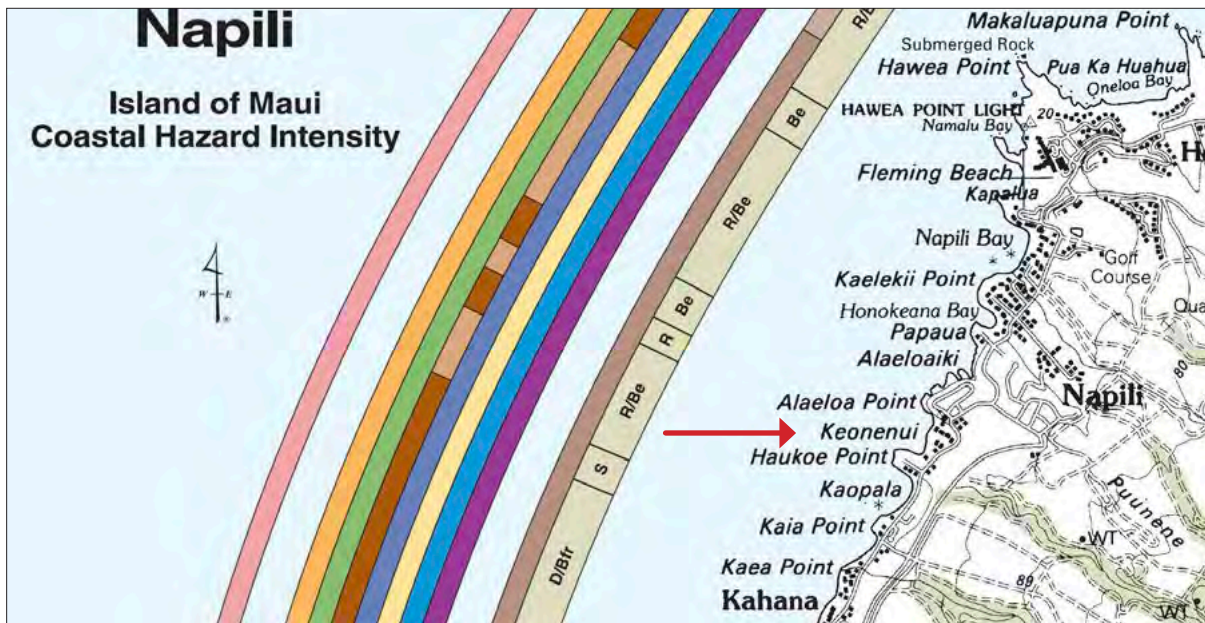 Napili
Island of Maui
Coastal Hazard Intensity
W E
Be
R/Be
Be
R
R/Be
S
D/Bfr
Makaluapuna Point
Submerged Rock
Hawea Point
Pua Ka Huahua
Oneloa Bay
HAWEA POINT LIGHT
20
Namalu Bay
Fleming Beach
Kapalua
Napili Bay
Golf
Course
Kaelekii Point
Honokeana Bay
Papaua
Alaeloaiki
80
Napili
Alaeloa Point
Keonenui
Haukoe Point
Kaopala
Puunene
Kaia Point
WT
Kaea Point
89
Kahana
WT